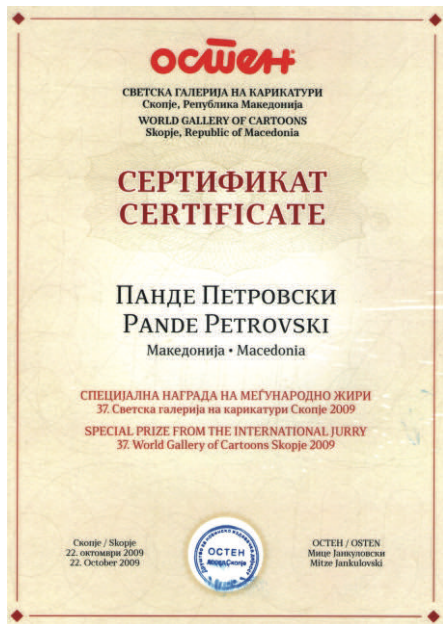 остен
СВЕТСКА ГАЛЕРИЈА НА КАРИКАТУРИ
Скопје, Република Македонија
WORLD GALLERY OF CARTOONS
Skopje, Republic of Macedonia
СЕРТИФИКАТ
CERTIFICATE
ПАНДЕ ПЕТРОВСКИ
PANDE PETROVSKI
Македонија • Macedonia
СПЕЦИЈАЛНА НАГРАДА НА МЕЃУНАРОДНО ЖИРИ
37. Светска галерија на карикатури Скопје 2009
SPECIAL PRIZE FROM THE INTERNATIONAL JURRY
37. World Gallery of Cartoons Skopje 2009
Скопје / Skopje
22. октомври 2009
22. October 2009
ОСТЕН
Скопје
ОСТЕН / OSTEN
Мице Јанкуловски
Mitze Jankulovski